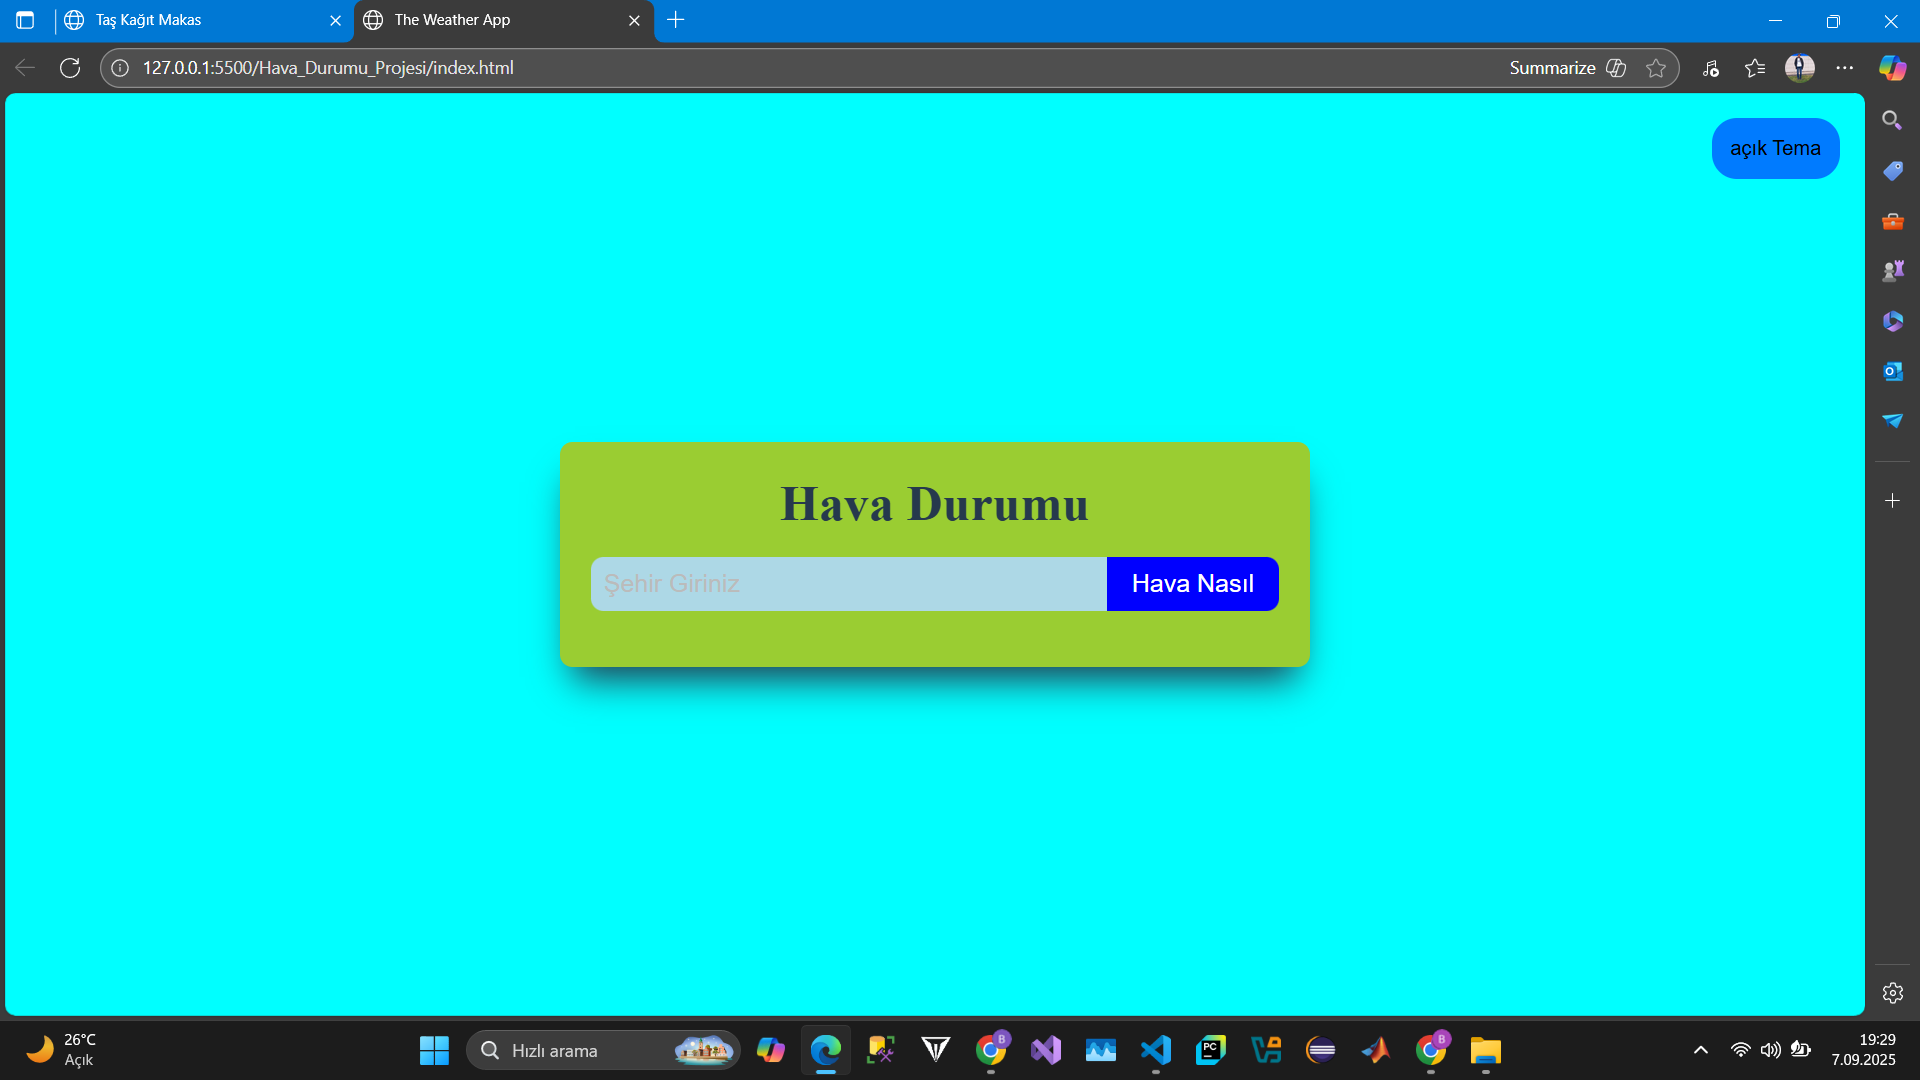 Taş Kağıt Makas
The Weather App
127.0.0.1:5500/Hava_Durumu_Projesi/index.html
Summarize
açık Tema
Hava Durumu
Şehir Giriniz
Hava Nasıl
26°C
Açık
Hızlı arama
B
PC
B
19:29
7.09.2025